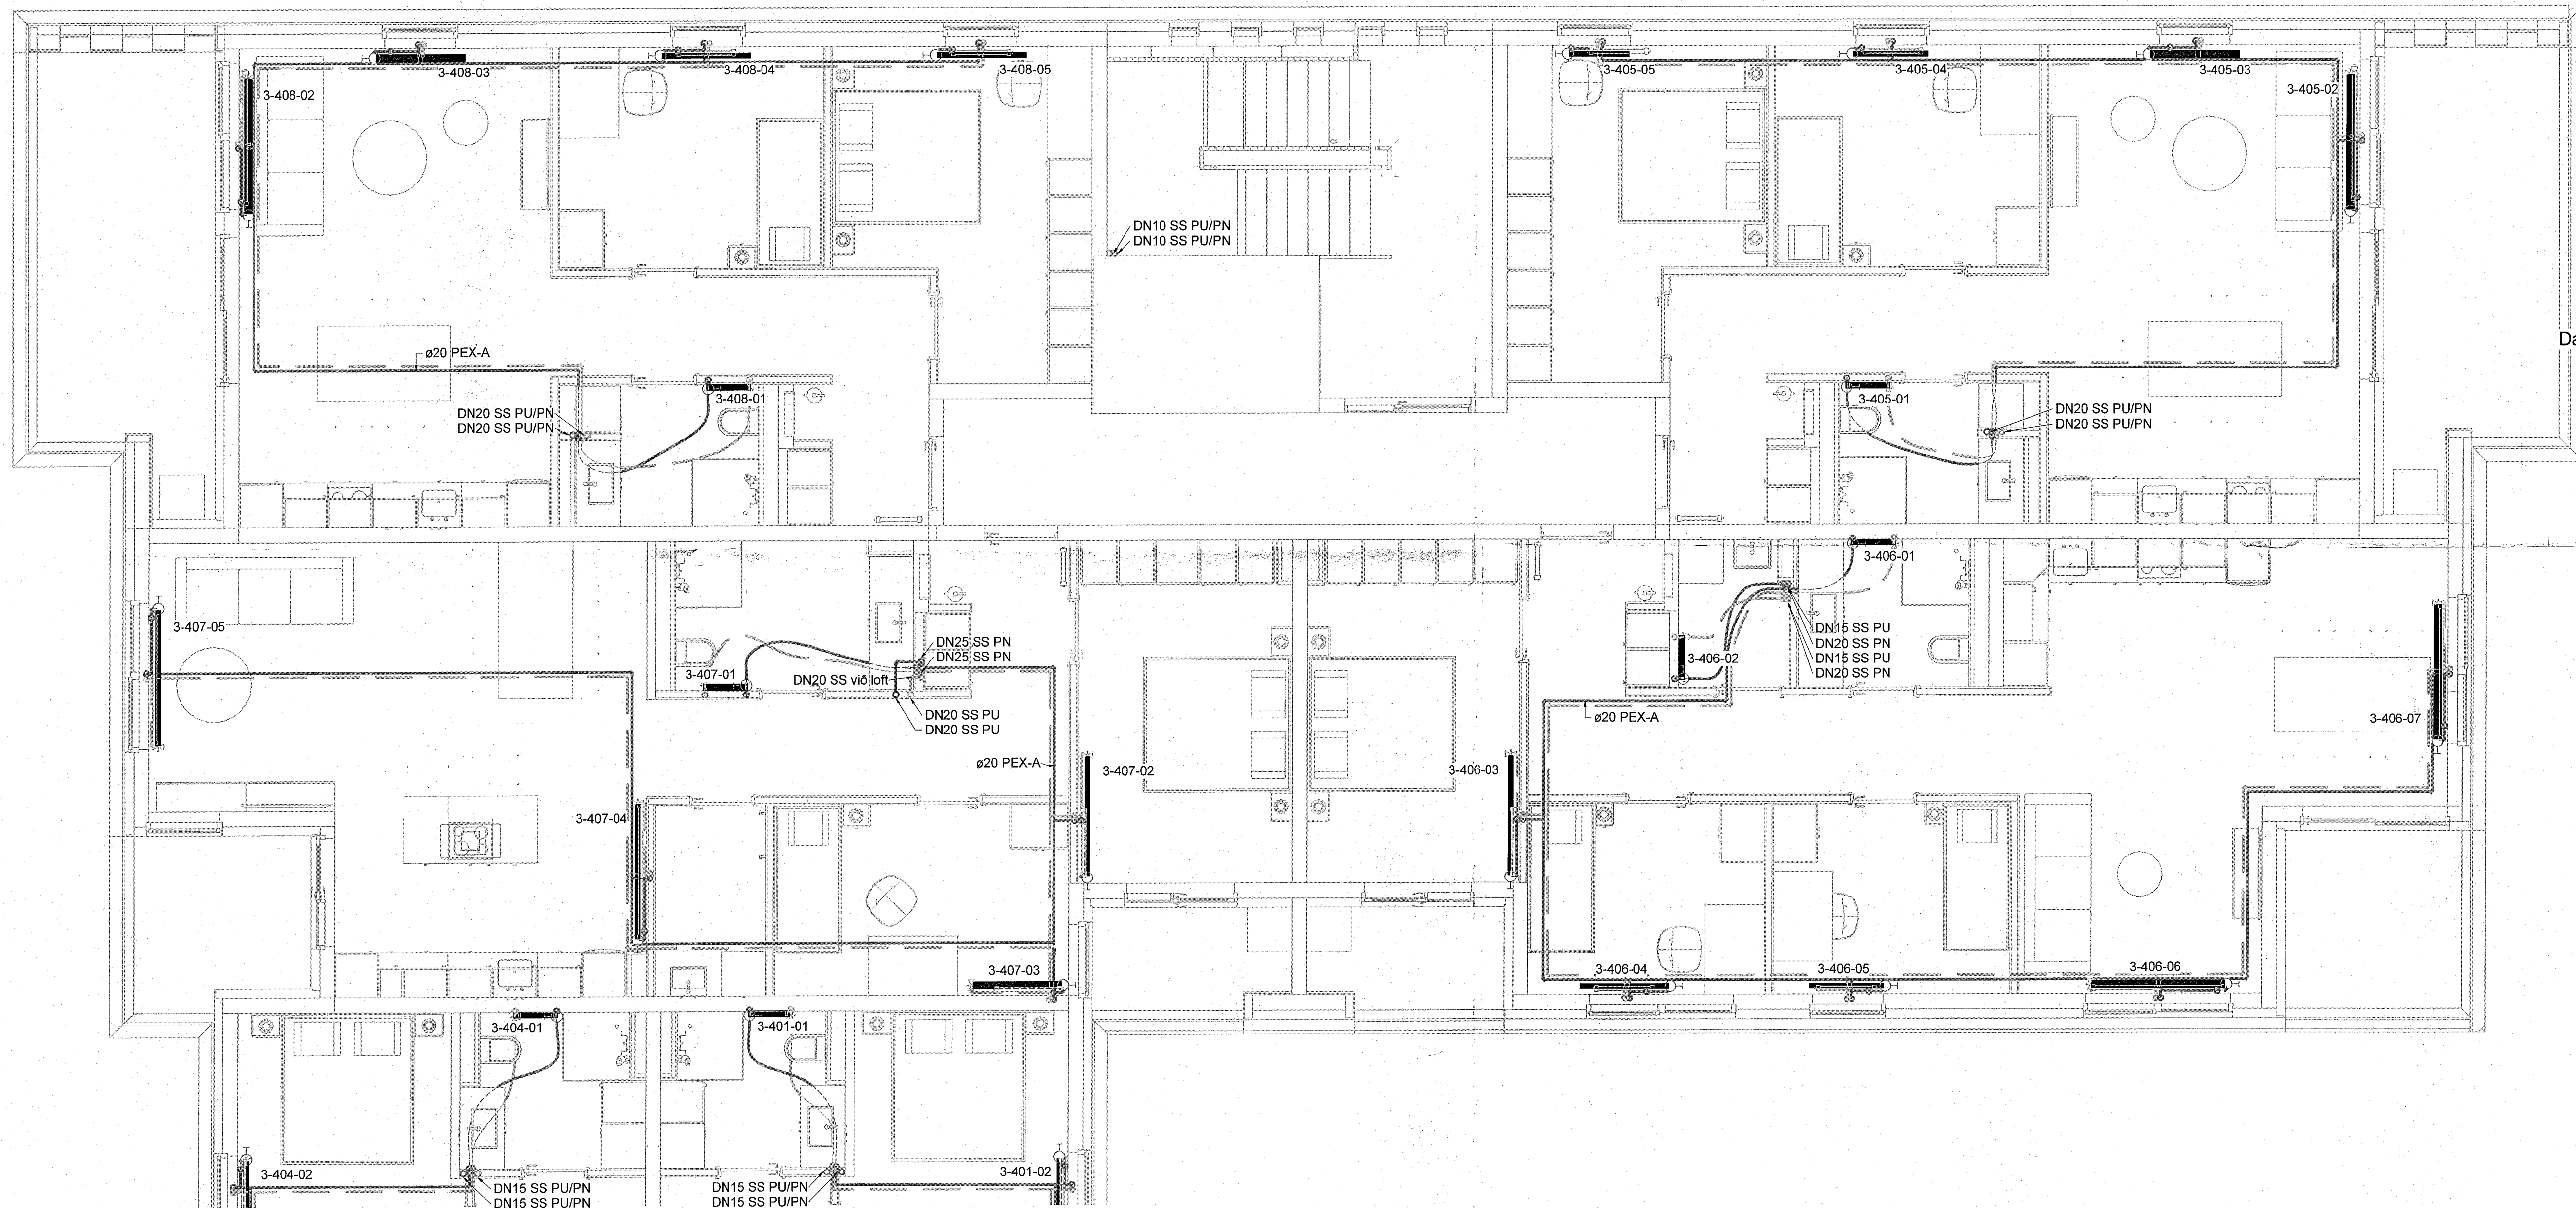 3-408-03
3-408-04
3-408-05
3-405-05
3-405-04
3-405-03
3-408-02
3-405-02
DN10 SS PU/PN
DN10 SS PU/PN
Da
ø20 PEX-A
3-408-01
3-405-01
DN20 SS PU/PN
DN20 SS PU/PN
DN20 SS PU/PN
DN20 SS PU/PN
3-406-01
3-407-05
DN25 SS PN
DN25 SS PN
3-407-01
DN20 SS við loft
DN15 SS PU
DN20 SS PN
DN15 SS PU
DN20 SS PN
3-406-02
DN20 SS PU
DN20 SS PU
ø20 PEX-A
3-406-07
ø20 PEX-A
3-407-02
3-406-03
3-407-04
3-407-03
3-406-04
3-406-05
3-406-06
3-404-01
3-401-01
3-404-02
3-401-02
DN15 SS PU/PN
DN15 SS PU/PN
DN15 SS PU/PN
DN15 SS PU/PN